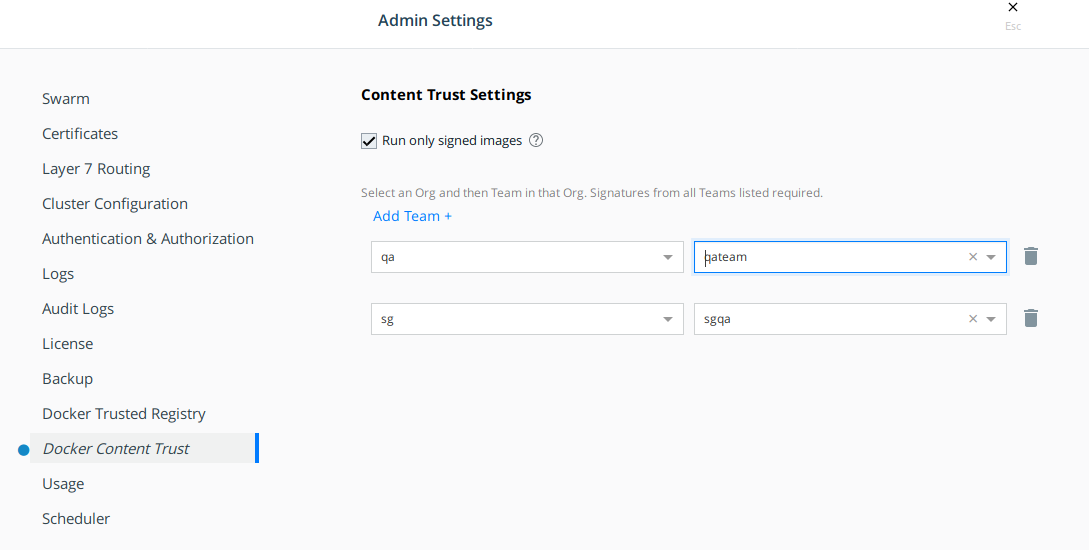 Admin Settings
Esc
Swarm
Certificates
Layer 7 Routing
Cluster Configuration
Authentication & Authorization
Logs
Audit Logs
License
Backup
Docker Trusted Registry
Docker Content Trust
Usage
Scheduler
Content Trust Settings
Run only signed images ?
Select an Org and then Team in that Org. Signatures from all Teams listed required.
Add Team +
qa qateam
sg sgqa